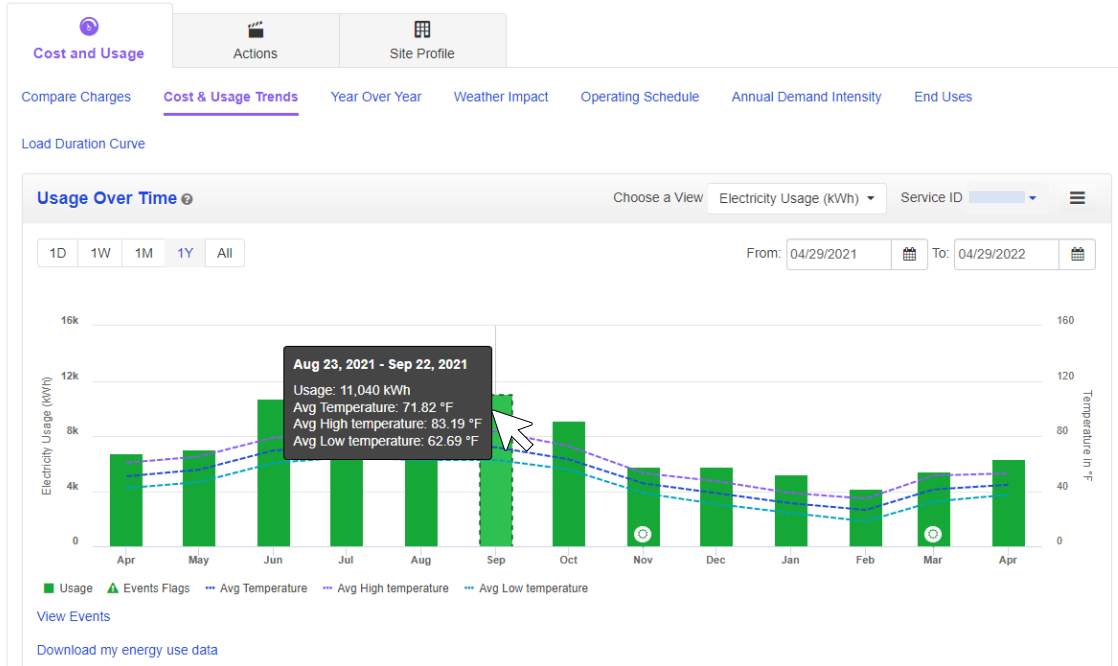 Cost and Usage
Actions
Site Profile
Compare Charges Cost & Usage Trends Year Over Year Weather Impact Operating Schedule Annual Demand Intensity End Uses
Load Duration Curve
Usage Over Time ?
Choose a View Electricity Usage (kWh) Service ID
1D 1W 1M 1Y All
From: 04/29/2021 To: 04/29/2022
16k 160
12k 120
8k 80
4k 40
0 0
Electricity Usage (kWh)
Temperature in °F
Aug 23, 2021 - Sep 22, 2021
Usage: 11,040 kWh
Avg Temperature: 71.82 °F
Avg High temperature: 83.19 °F
Avg Low temperature: 62.69 °F
Apr May Jun Jul Aug Sep Oct Nov Dec Jan Feb Mar Apr
Usage Events Flags Avg Temperature Avg High temperature Avg Low temperature
View Events
Download my energy use data